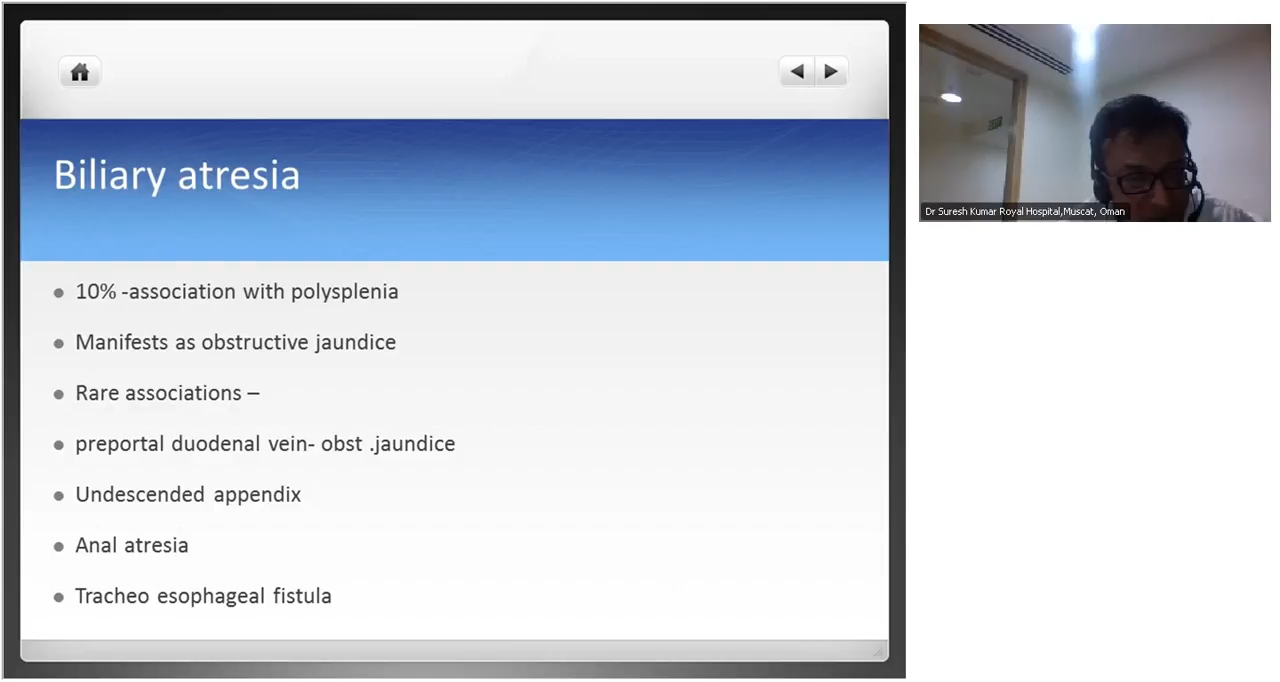 Biliary atresia
10% -association with polysplenia
Manifests as obstructive jaundice
Rare associations –
preportal duodenal vein- obst .jaundice
Undescended appendix
Anal atresia
Tracheo esophageal fistula
Dr Suresh Kumar Royal Hospital,Muscat, Oman